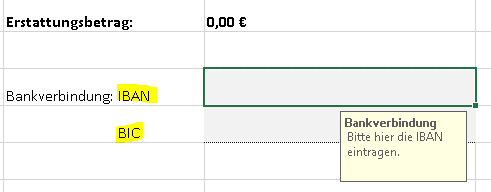 Erstattungsbetrag: 0,00 €
Bankverbindung: IBAN
BIC
Bankverbindung
Bitte hier die IBAN
eintragen.